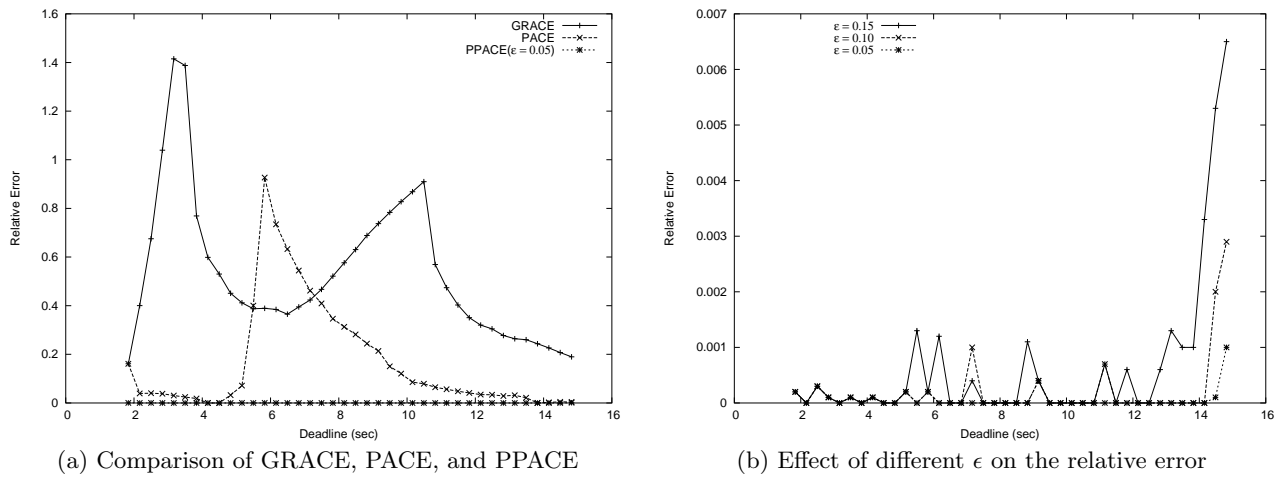 1.6
1.4
1.2
1
0.8
0.6
0.4
0.2
0
0 2 4 6 8 10 12 14 16
Relative Error
Deadline (sec)
GRACE
PACE
PPACE(ε = 0.05)
(a) Comparison of GRACE, PACE, and PPACE
0.007
0.006
0.005
0.004
0.003
0.002
0.001
0
0 2 4 6 8 10 12 14 16
Relative Error
Deadline (sec)
ε = 0.15
ε = 0.10
ε = 0.05
(b) Effect of different ϵ on the relative error